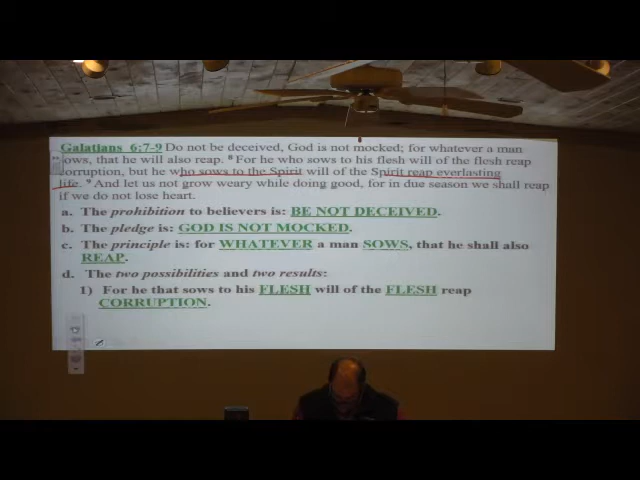 Galatians 6:7-9 Do not be deceived, God is not mocked; for whatever a man
sows, that he will also reap. 8 For he who sows to his flesh will of the flesh reap
corruption, but he who sows to the Spirit will of the Spirit reap everlasting
life. 9 And let us not grow weary while doing good, for in due season we shall reap
if we do not lose heart.
a. The prohibition to believers is: BE NOT DECEIVED.
b. The pledge is: GOD IS NOT MOCKED.
c. The principle is: for WHATEVER a man SOWS, that he shall also
REAP.
d. The two possibilities and two results:
1) For he that sows to his FLESH will of the FLESH reap
CORRUPTION.